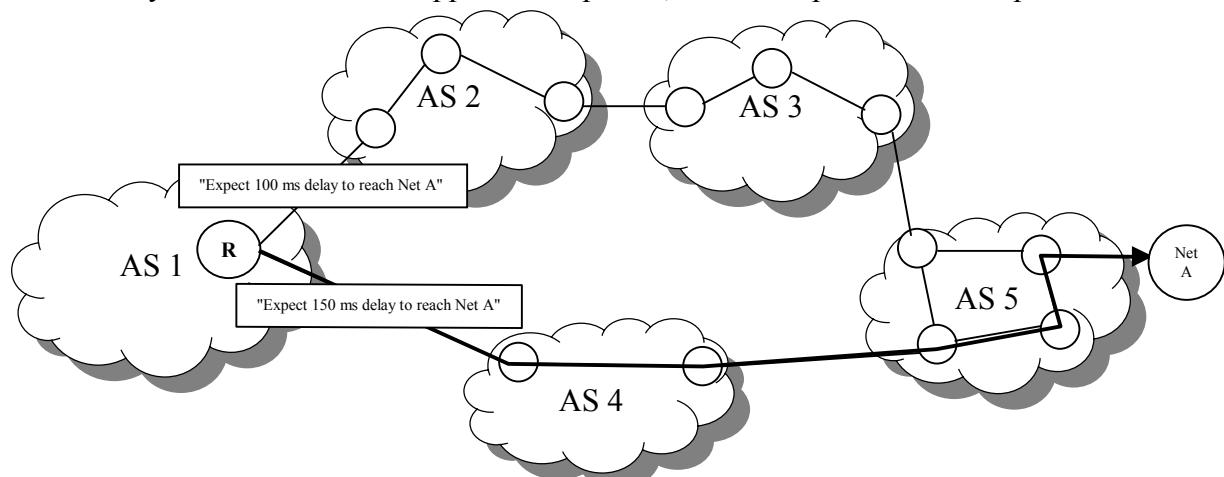 AS 2
AS 3
"Expect 100 ms delay to reach Net A"
R
AS 1
Net
A
"Expect 150 ms delay to reach Net A"
AS 5
AS 4